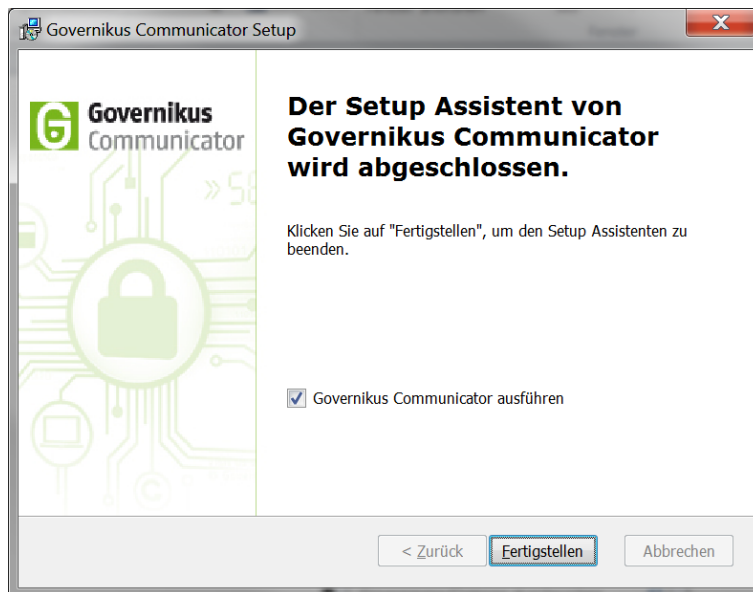 Governikus Communicator Setup
X
Governikus
Communicator
» 58
Der Setup Assistent von
Governikus Communicator
wird abgeschlossen.
Klicken Sie auf "Fertigstellen", um den Setup Assistenten zu
beenden.
Governikus Communicator ausführen
< Zurück
Fertigstellen
Abbrechen